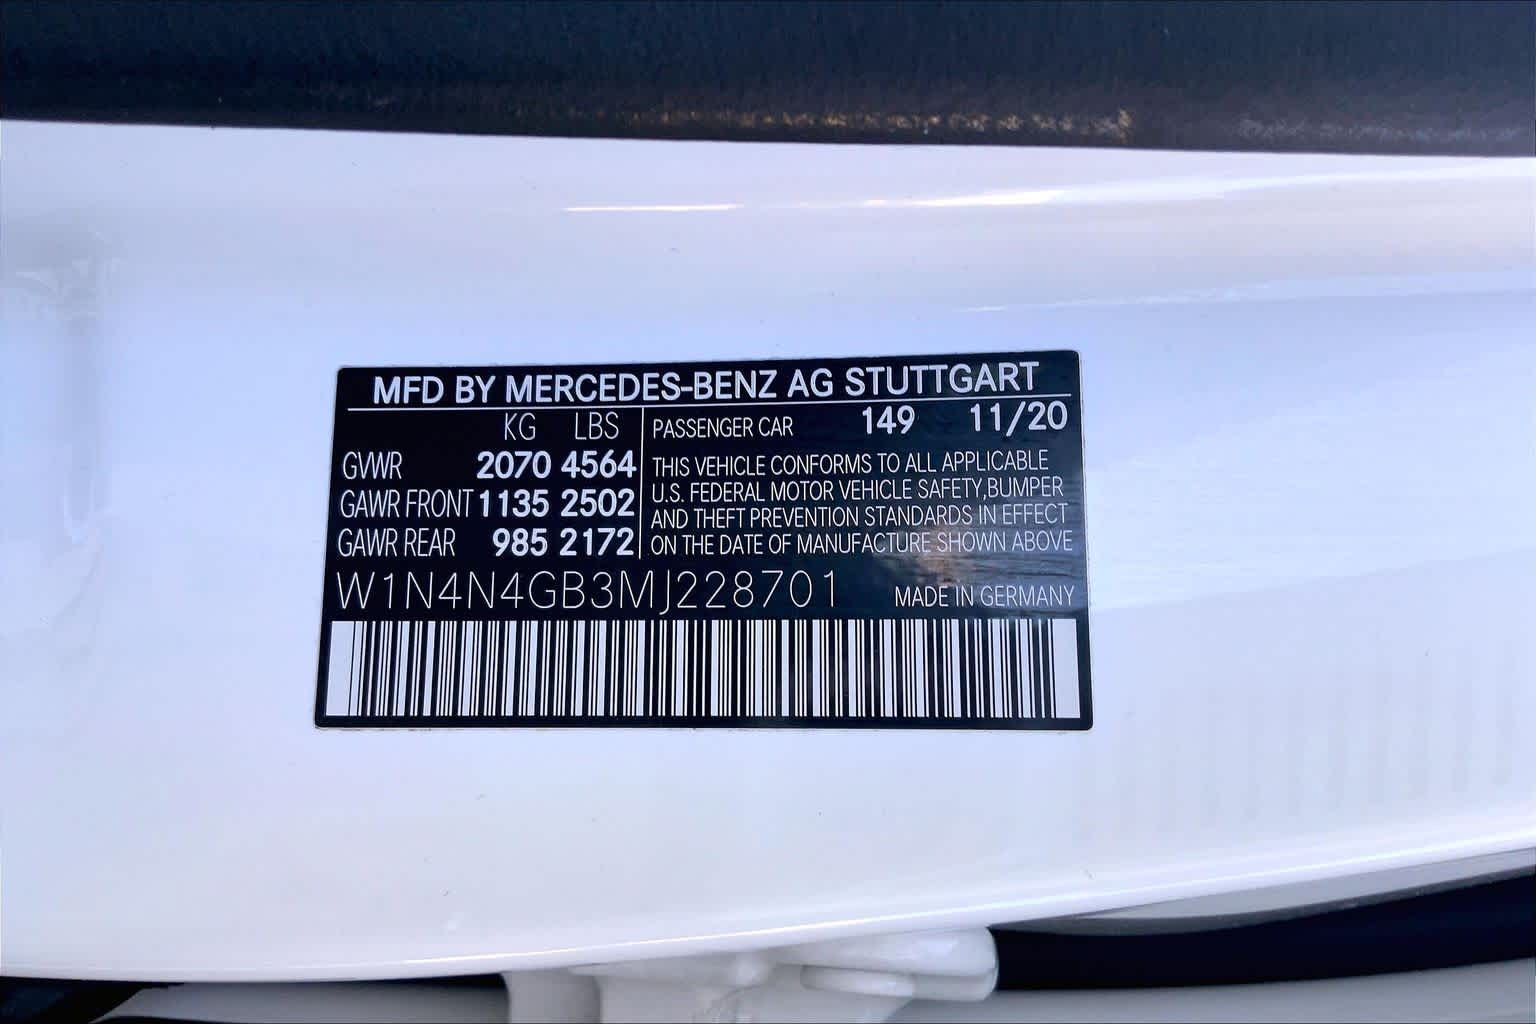 MFD BY MERCEDES-BENZ AG STUTTGART
KG LBS
GVWR 2070 4564
GAWR FRONT 1135 2502
GAWR REAR 985 2172
PASSENGER CAR 149 11/20
THIS VEHICLE CONFORMS TO ALL APPLICABLE
U.S. FEDERAL MOTOR VEHICLE SAFETY,BUMPER
AND THEFT PREVENTION STANDARDS IN EFFECT
ON THE DATE OF MANUFACTURE SHOWN ABOVE
W1N4N4GB3MJ228701 MADE IN GERMANY